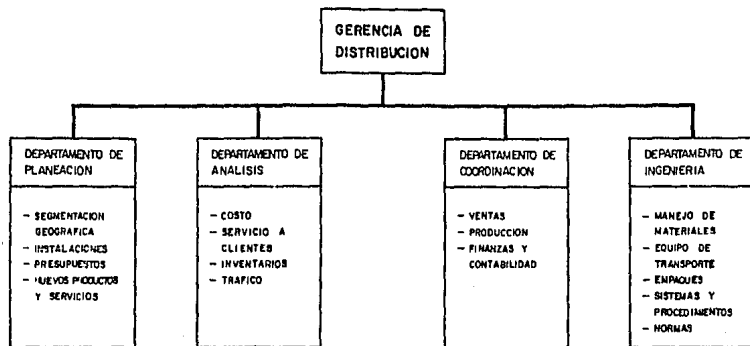 GERENCIA DE
DISTRIBUCION
DEPARTAMENTO DE
PLANEACION
- SEGMENTACION
GEOGRAFICA
- INSTALACIONES
- PRESUPUESTOS
- NUEVOS PRODUCTOS
Y SERVICIOS
DEPARTAMENTO DE
ANALISIS
- COSTO
- SERVICIO A
CLIENTES
- INVENTARIOS
- TRAFICO
DEPARTAMENTO DE
COORDINACION
- VENTAS
- PRODUCCION
- FINANZAS Y
CONTABILIDAD
DEPARTAMENTO DE
INGENIERIA
- MANEJO DE
MATERIALES
- EQUIPO DE
TRANSPORTE
- EMPAQUES
- SISTEMAS Y
PROCEDIMIENTOS
- NORMAS